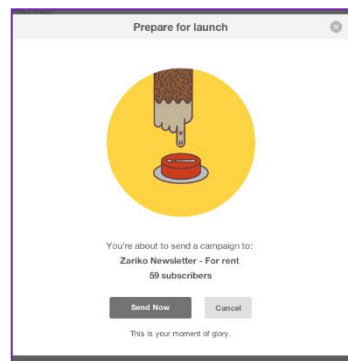 Prepare for launch
You're about to send a campaign to:
Zariko Newsletter - For rent
59 subscribers
Send Now
Cancel
This is your moment of glory.